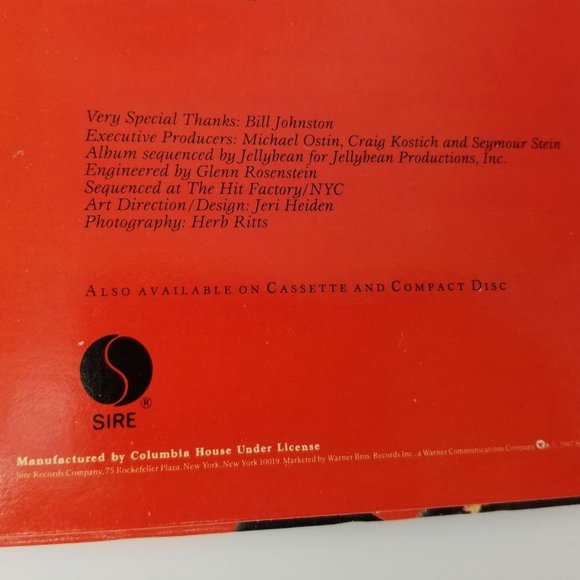 Very Special Thanks: Bill Johnston
Executive Producers: Michael Ostin, Craig Kostich and Seymour Stein
Album sequenced by Jellybean for Jellybean Productions, Inc.
Engineered by Glenn Rosenstein
Sequenced at The Hit Factory/NYC
Art Direction/Design: Jeri Heiden
Photography: Herb Ritts
ALSO AVAILABLE ON CASSETTE AND COMPACT DISC
SIRE ®
Manufactured by Columbia House Under License
Sire Records Company, 75 Rockefeller Plaza, New York, New York 10019. Marketed by Warner Bros. Records Inc., a Warner Communications Company